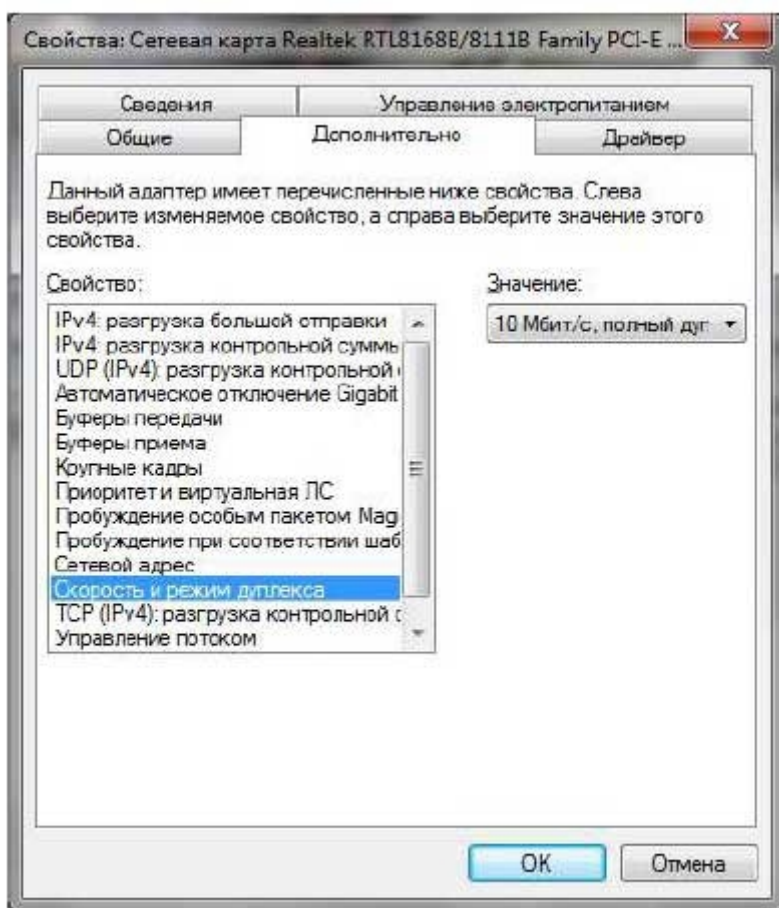 Свойства: Сетевая карта Realtek RTL8168B/8111B Family PCI-E ...
Сведения
Управление электропитанием
Общие
Дополнительно
Драйвер
Данный адаптер имеет перечисленные ниже свойства. Слева
выберите изменяемое свойство, а справа выберите значение этого
свойства.
Свойство:
Значение:
10 Мбит/с, полный дуп
IPv4: разгрузка большой отправки
IPv4: разгрузка контрольной суммы
UDP (IPv4): разгрузка контрольной
Автоматическое отключение Gigabit
Буферы передачи
Буферы приема
Крупные кадры
Приоритет и виртуальная ЛС
Пробуждение особым пакетом Mag
Пробуждение при соответствии шаб
Сетевой адрес
Скорость и режим дуплекса
TCP (IPv4): разгрузка контрольной с
Управление потоком
OK
Отмена